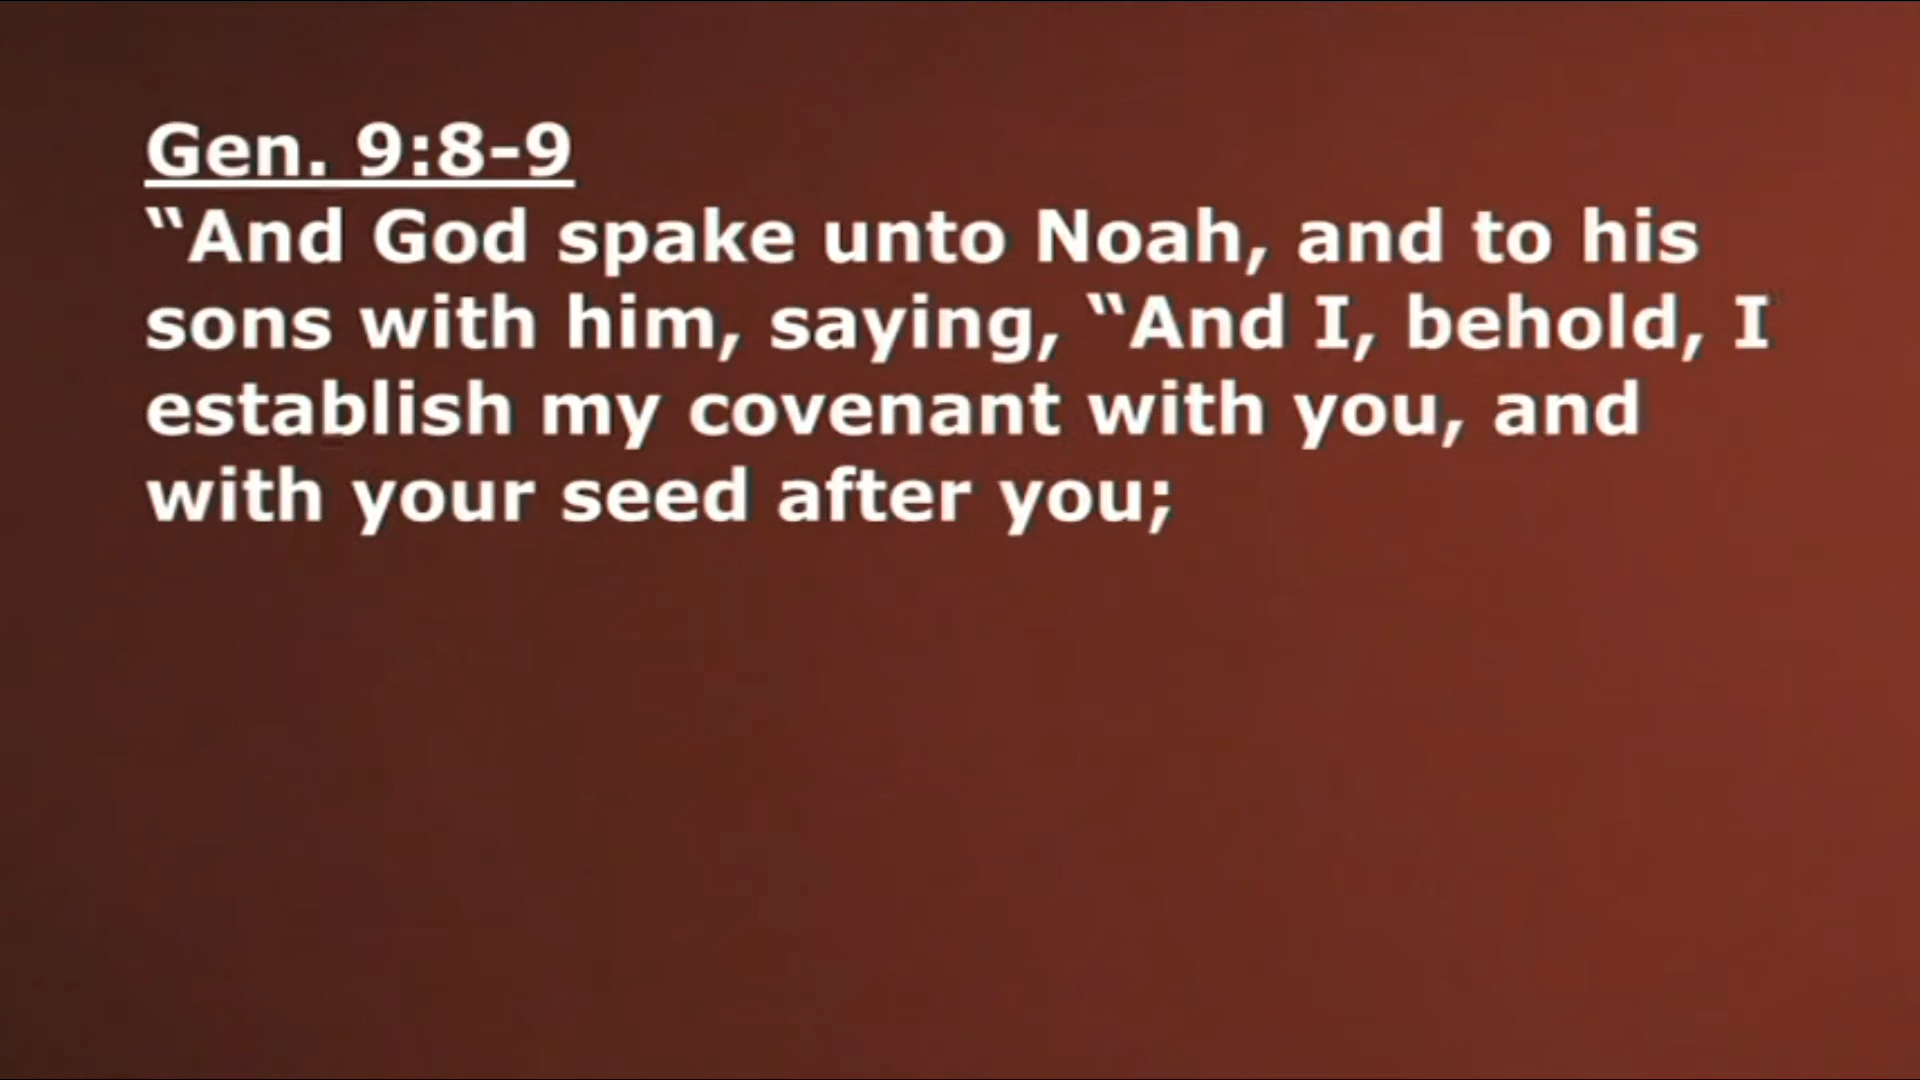 Gen. 9:8-9
“And God spake unto Noah, and to his
sons with him, saying, “And I, behold, I
establish my covenant with you, and
with your seed after you;